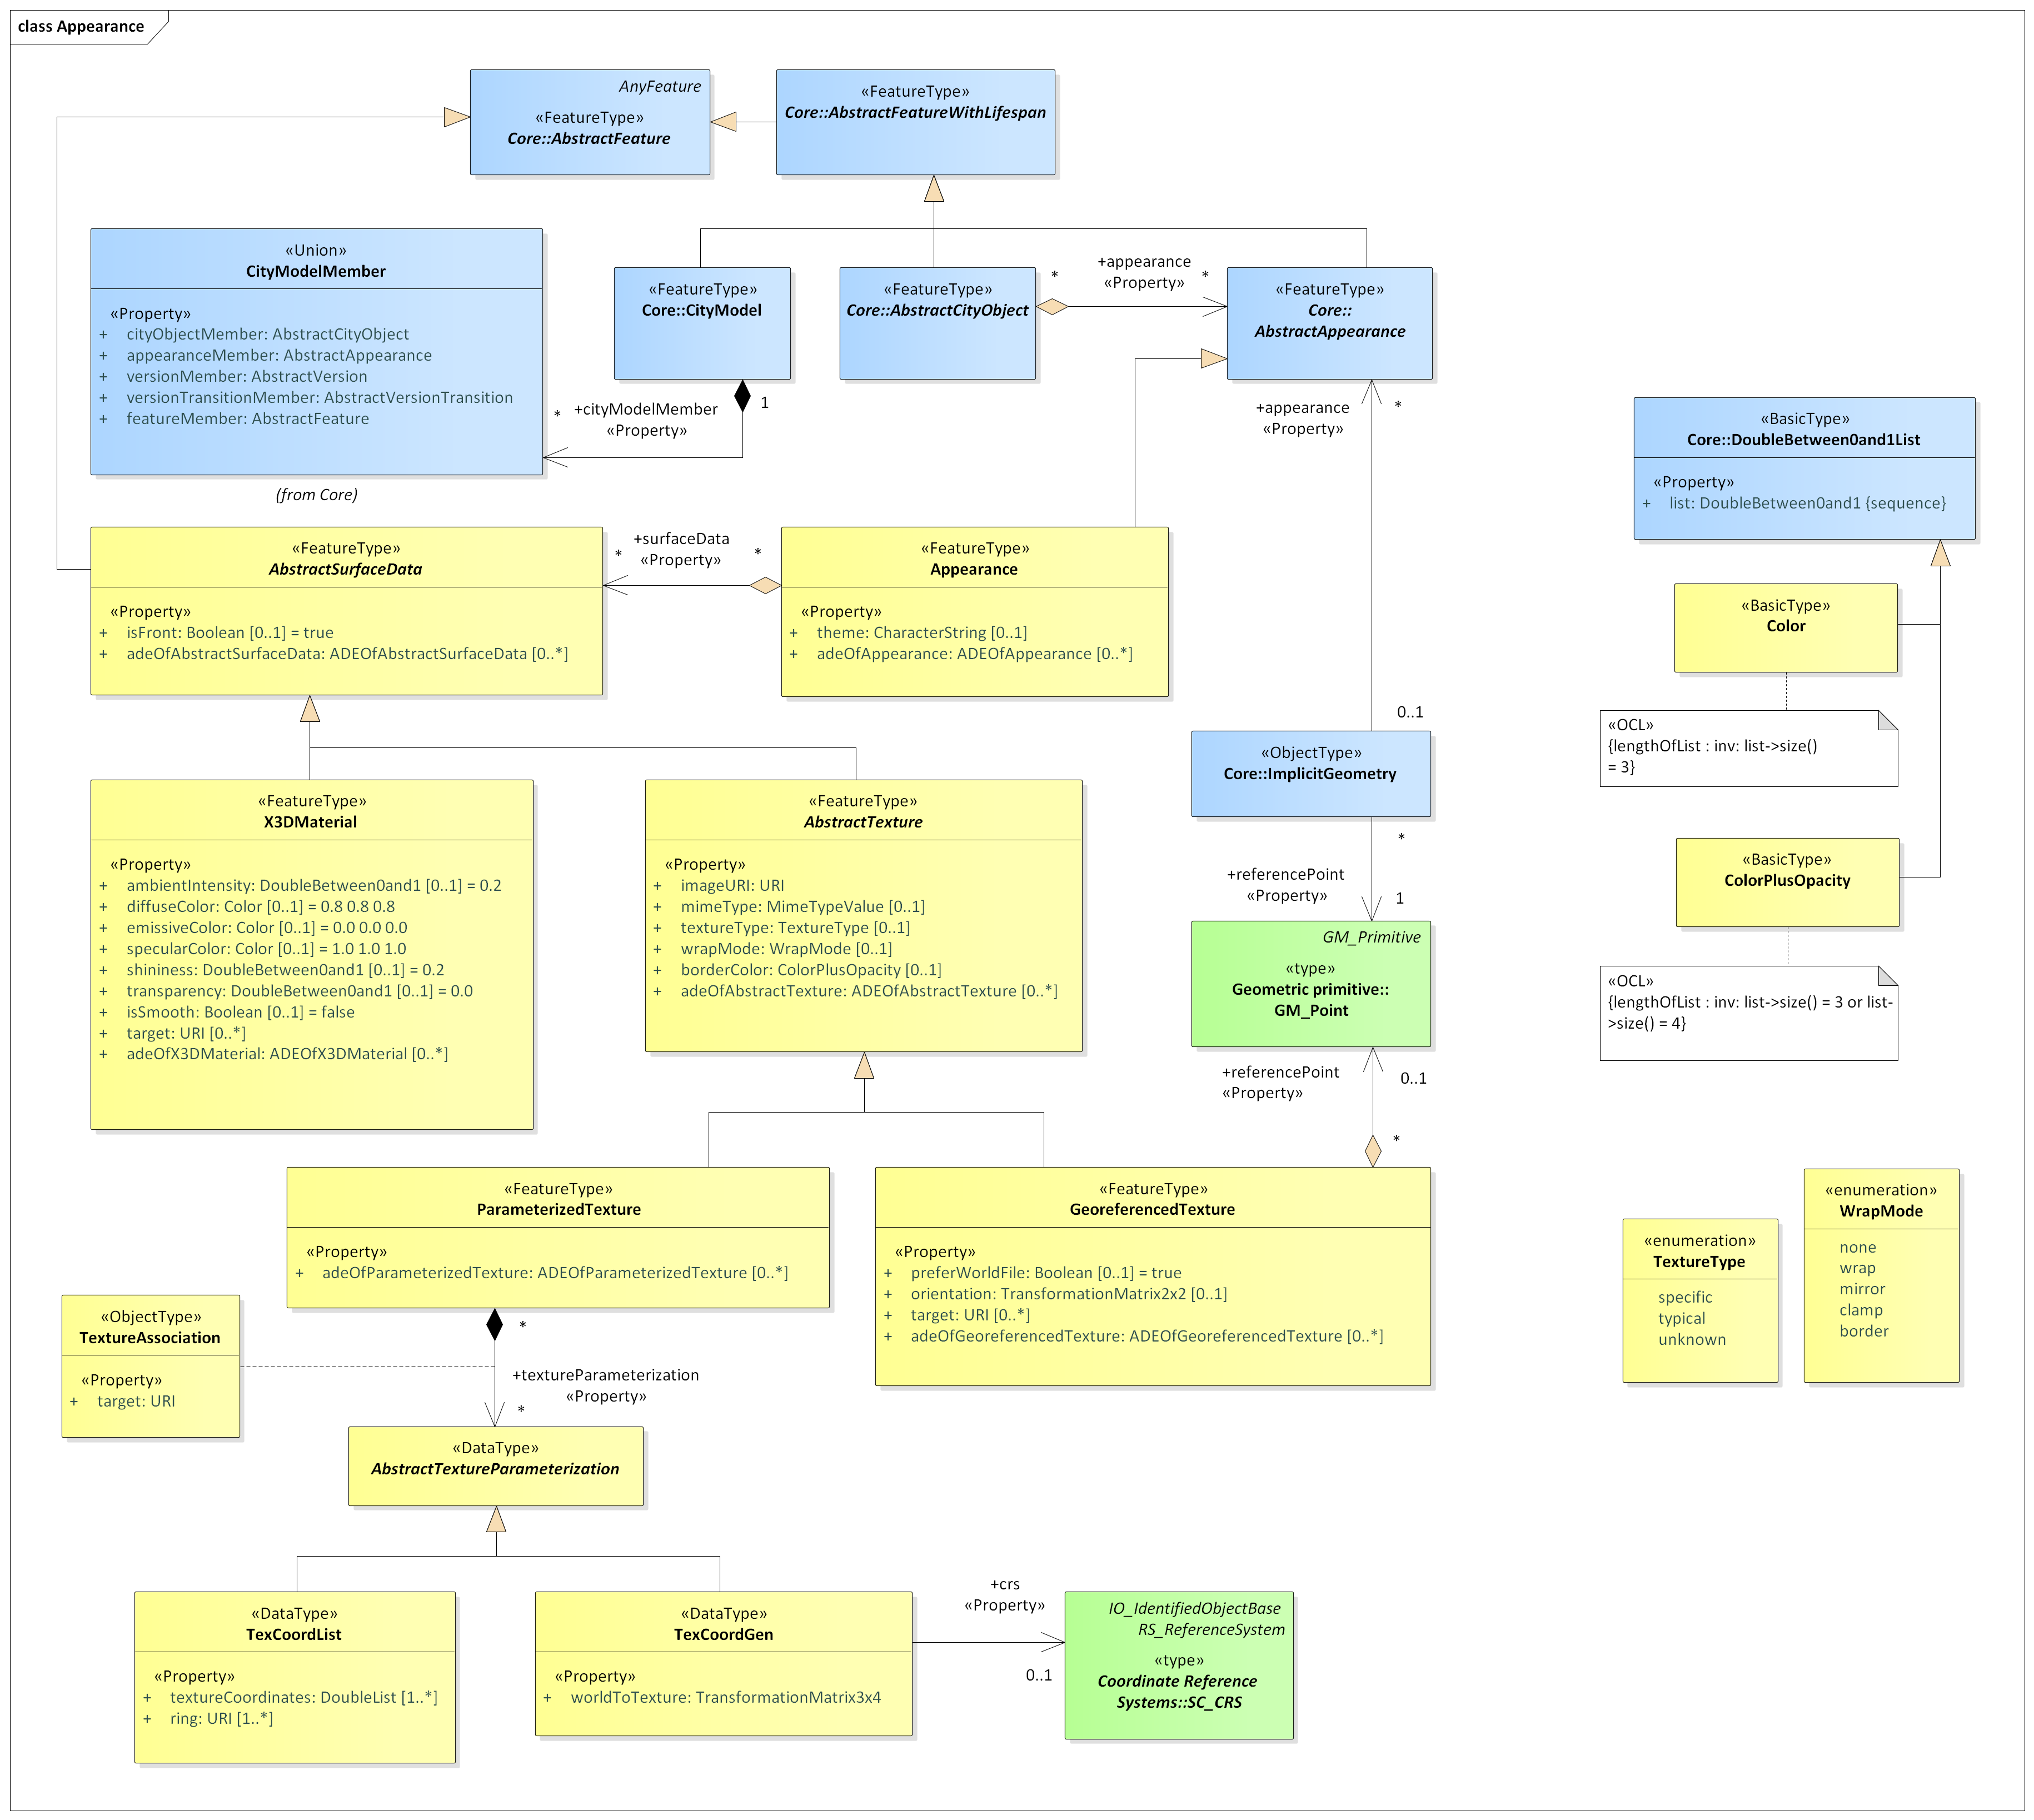 class Appearance
AnyFeature
«FeatureType»
Core::AbstractFeature
«FeatureType»
Core::AbstractFeatureWithLifespan
«Union»
CityModelMember
«Property»
+ cityObjectMember: AbstractCityObject
+ appearanceMember: AbstractAppearance
+ versionMember: AbstractVersion
+ versionTransitionMember: AbstractVersionTransition
+ featureMember: AbstractFeature
(from Core)
«FeatureType»
Core::CityModel
1
*
+cityModelMember
«Property»
«FeatureType»
Core::AbstractCityObject
*
+appearance
«Property»
*
«FeatureType»
Core::
AbstractAppearance
+appearance
«Property»
*
0..1
«BasicType»
Core::DoubleBetween0and1List
«Property»
+ list: DoubleBetween0and1 {sequence}
«FeatureType»
AbstractSurfaceData
«Property»
+ isFront: Boolean [0..1] = true
+ adeOfAbstractSurfaceData: ADEOfAbstractSurfaceData [0..*]
*
+surfaceData
«Property»
*
«FeatureType»
Appearance
«Property»
+ theme: CharacterString [0..1]
+ adeOfAppearance: ADEOfAppearance [0..*]
«BasicType»
Color
«OCL»
{lengthOfList : inv: list->size()
= 3}
«FeatureType»
X3DMaterial
«Property»
+ ambientIntensity: DoubleBetween0and1 [0..1] = 0.2
+ diffuseColor: Color [0..1] = 0.8 0.8 0.8
+ emissiveColor: Color [0..1] = 0.0 0.0 0.0
+ specularColor: Color [0..1] = 1.0 1.0 1.0
+ shininess: DoubleBetween0and1 [0..1] = 0.2
+ transparency: DoubleBetween0and1 [0..1] = 0.0
+ isSmooth: Boolean [0..1] = false
+ target: URI [0..*]
+ adeOfX3DMaterial: ADEOfX3DMaterial [0..*]
«FeatureType»
AbstractTexture
«Property»
+ imageURI: URI
+ mimeType: MimeTypeValue [0..1]
+ textureType: TextureType [0..1]
+ wrapMode: WrapMode [0..1]
+ borderColor: ColorPlusOpacity [0..1]
+ adeOfAbstractTexture: ADEOfAbstractTexture [0..*]
«ObjectType»
Core::ImplicitGeometry
*
+referencePoint
«Property»
1
GM_Primitive
«type»
Geometric primitive::
GM_Point
+referencePoint
«Property»
0..1
*
«BasicType»
ColorPlusOpacity
«OCL»
{lengthOfList : inv: list->size() = 3 or list-
>size() = 4}
«FeatureType»
ParameterizedTexture
«Property»
+ adeOfParameterizedTexture: ADEOfParameterizedTexture [0..*]
«FeatureType»
GeoreferencedTexture
«Property»
+ preferWorldFile: Boolean [0..1] = true
+ orientation: TransformationMatrix2x2 [0..1]
+ target: URI [0..*]
+ adeOfGeoreferencedTexture: ADEOfGeoreferencedTexture [0..*]
«enumeration»
TextureType
specific
typical
unknown
«enumeration»
WrapMode
none
wrap
mirror
clamp
border
«ObjectType»
TextureAssociation
«Property»
+ target: URI
*
+textureParameterization
«Property»
*
«DataType»
AbstractTextureParameterization
«DataType»
TexCoordList
«Property»
+ textureCoordinates: DoubleList [1..*]
+ ring: URI [1..*]
«DataType»
TexCoordGen
«Property»
+ worldToTexture: TransformationMatrix3x4
+crs
«Property»
0..1
IO_IdentifiedObjectBase
RS_ReferenceSystem
«type»
Coordinate Reference
Systems::SC_CRS